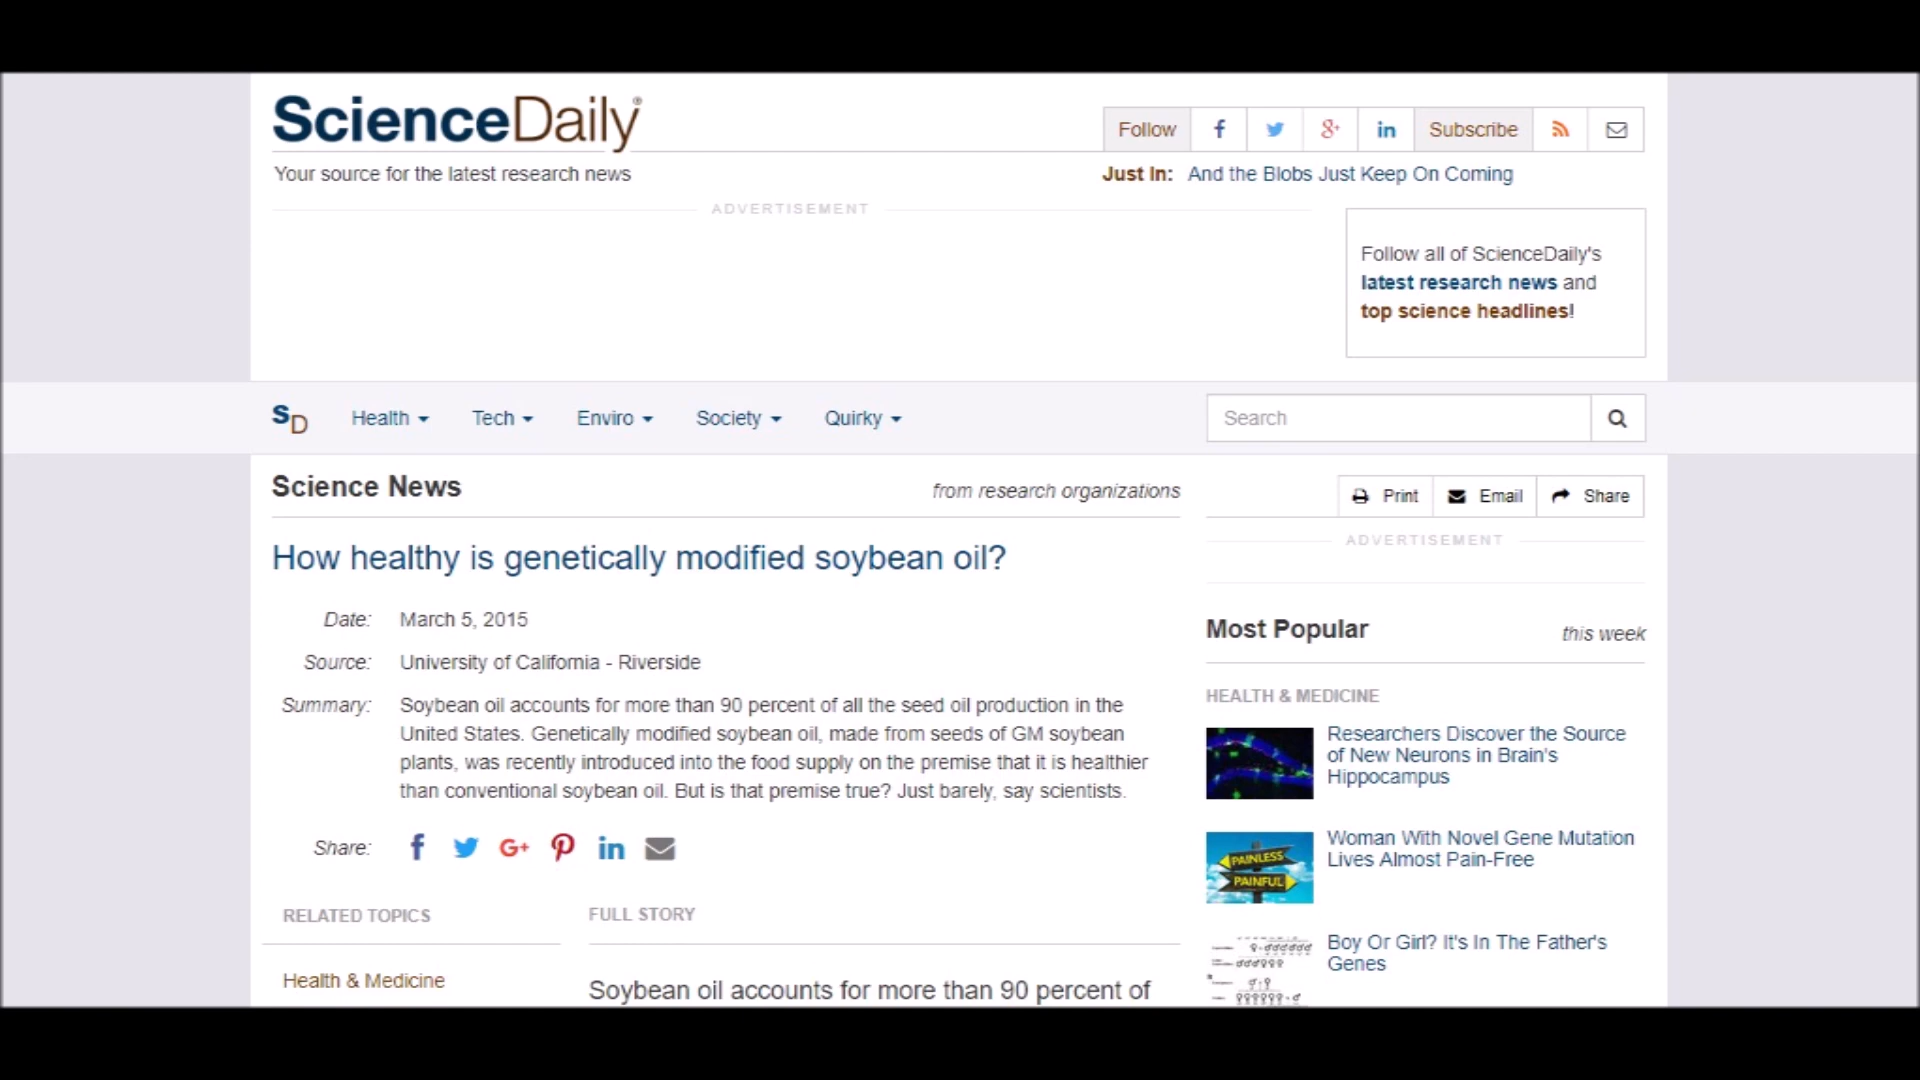 ScienceDaily®
Follow
Subscribe
Your source for the latest research news
Just In: And the Blobs Just Keep On Coming
ADVERTISEMENT
Follow all of ScienceDaily's
latest research news and
top science headlines!
SD
Health
Tech
Enviro
Society
Quirky
Search
Science News
from research organizations
Print
Email
Share
How healthy is genetically modified soybean oil?
Date: March 5, 2015
Source: University of California - Riverside
Summary: Soybean oil accounts for more than 90 percent of all the seed oil production in the
United States. Genetically modified soybean oil, made from seeds of GM soybean
plants, was recently introduced into the food supply on the premise that it is healthier
than conventional soybean oil. But is that premise true? Just barely, say scientists.
Share:
RELATED TOPICS
Health & Medicine
FULL STORY
Soybean oil accounts for more than 90 percent of
ADVERTISEMENT
Most Popular
this week
HEALTH & MEDICINE
Researchers Discover the Source
of New Neurons in Brain's
Hippocampus
PAINLESS
PAINFUL
Woman With Novel Gene Mutation
Lives Almost Pain-Free
Boy Or Girl? It's In The Father's
Genes